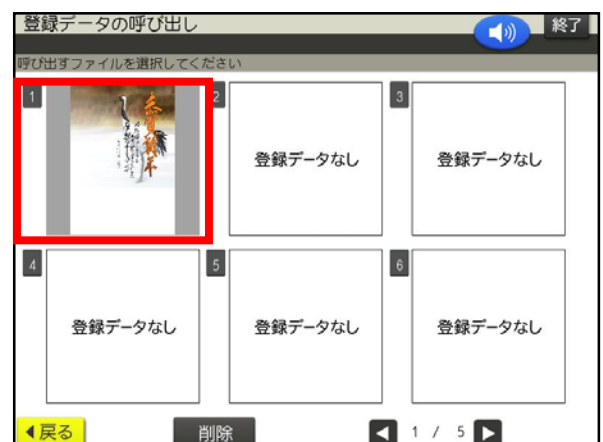 登録データの呼び出し
終了
呼び出すファイルを選択してください
1
2
3
登録データなし
登録データなし
4
5
6
登録データなし
登録データなし
登録データなし
戻る
削除
1 / 5